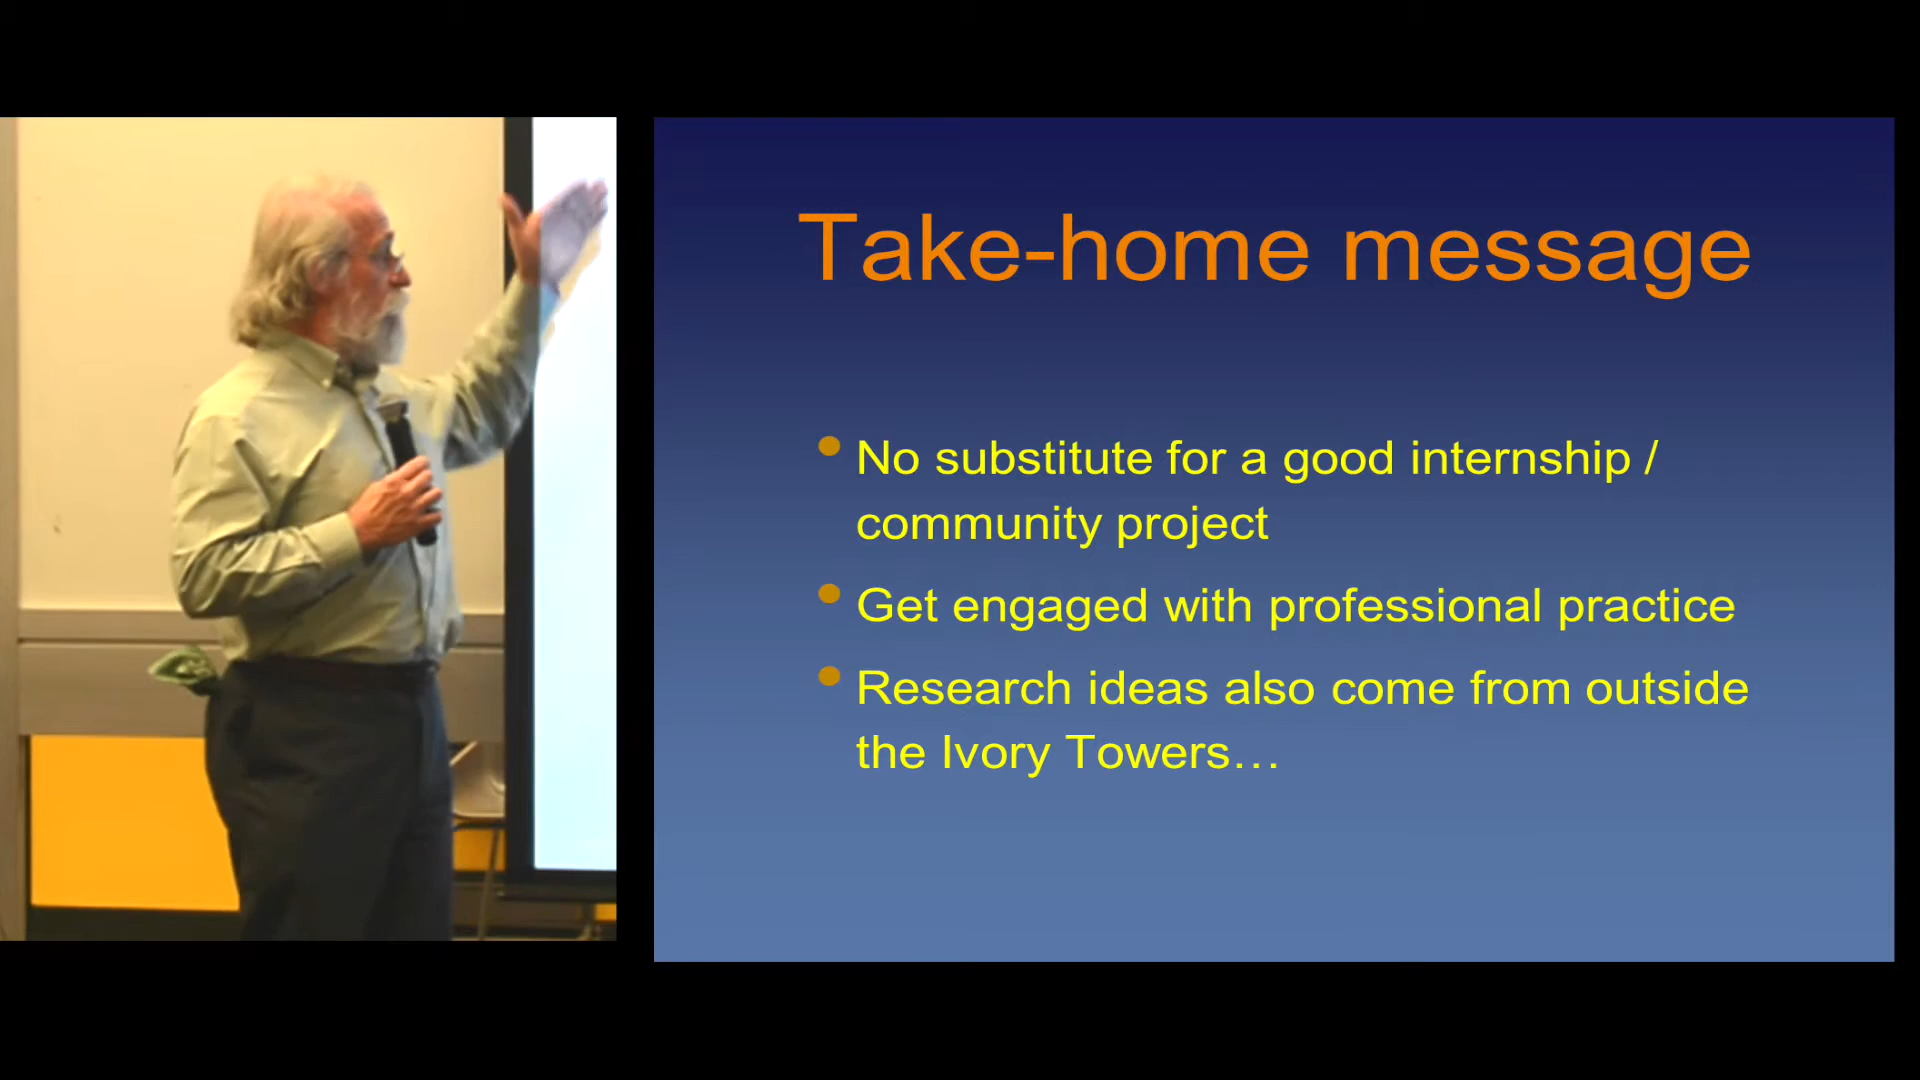 Take-home message
No substitute for a good internship /
community project
Get engaged with professional practice
Research ideas also come from outside
the Ivory Towers…